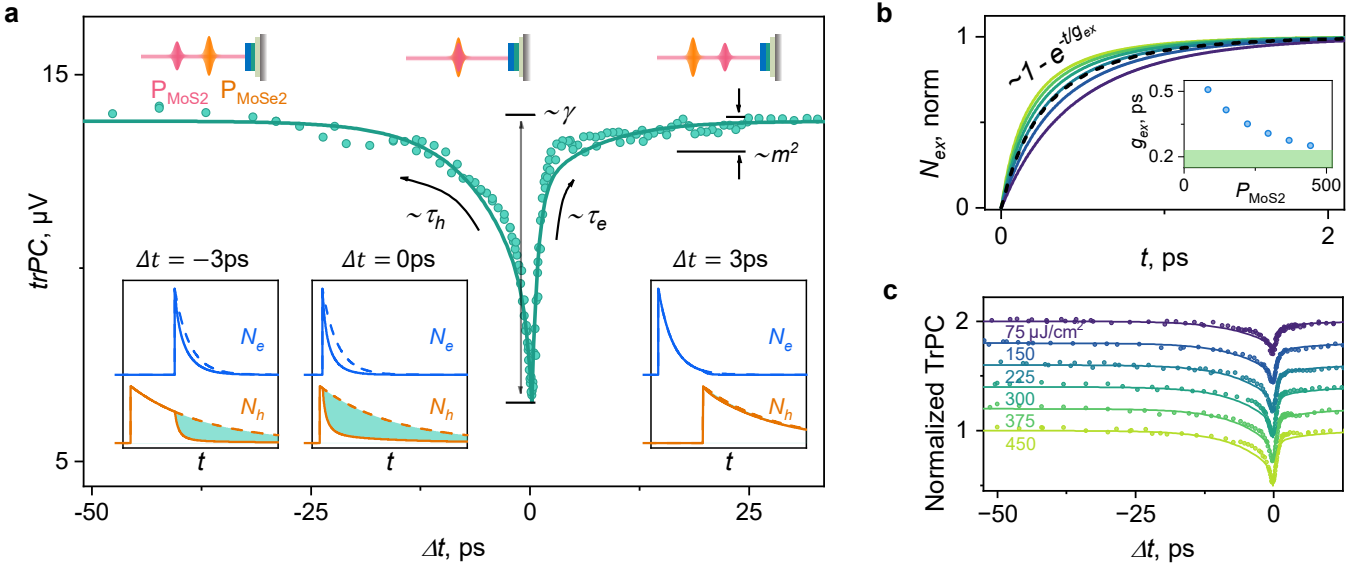 a
15
5
trPC, μV
-50
-25
0
25
Δt, ps
P_MoS2 P_MoSe2
~γ
~m²
~τ_h
~τ_e
Δt = −3ps
N_e
N_h
t
Δt = 0ps
N_e
N_h
t
Δt = 3ps
N_e
N_h
t
b
1
0
N_ex, norm
0
2
t, ps
~1 - e^{-t/g_ex}
0.5
0.2
g_ex, ps
0
500
P_MoS2
c
2
1
Normalized TrPC
75 μJ/cm²
150
225
300
375
450
−50
−25
0
Δt, ps